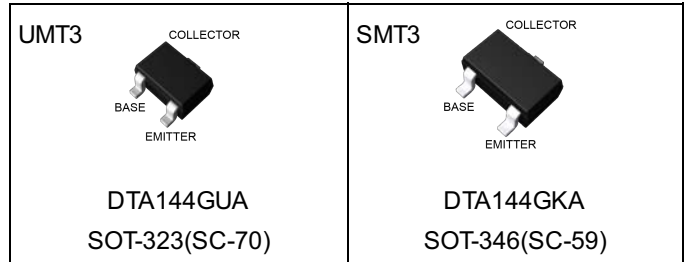 UMT3
COLLECTOR
BASE
EMITTER
DTA144GUA
SOT-323(SC-70)
SMT3
COLLECTOR
BASE
EMITTER
DTA144GKA
SOT-346(SC-59)